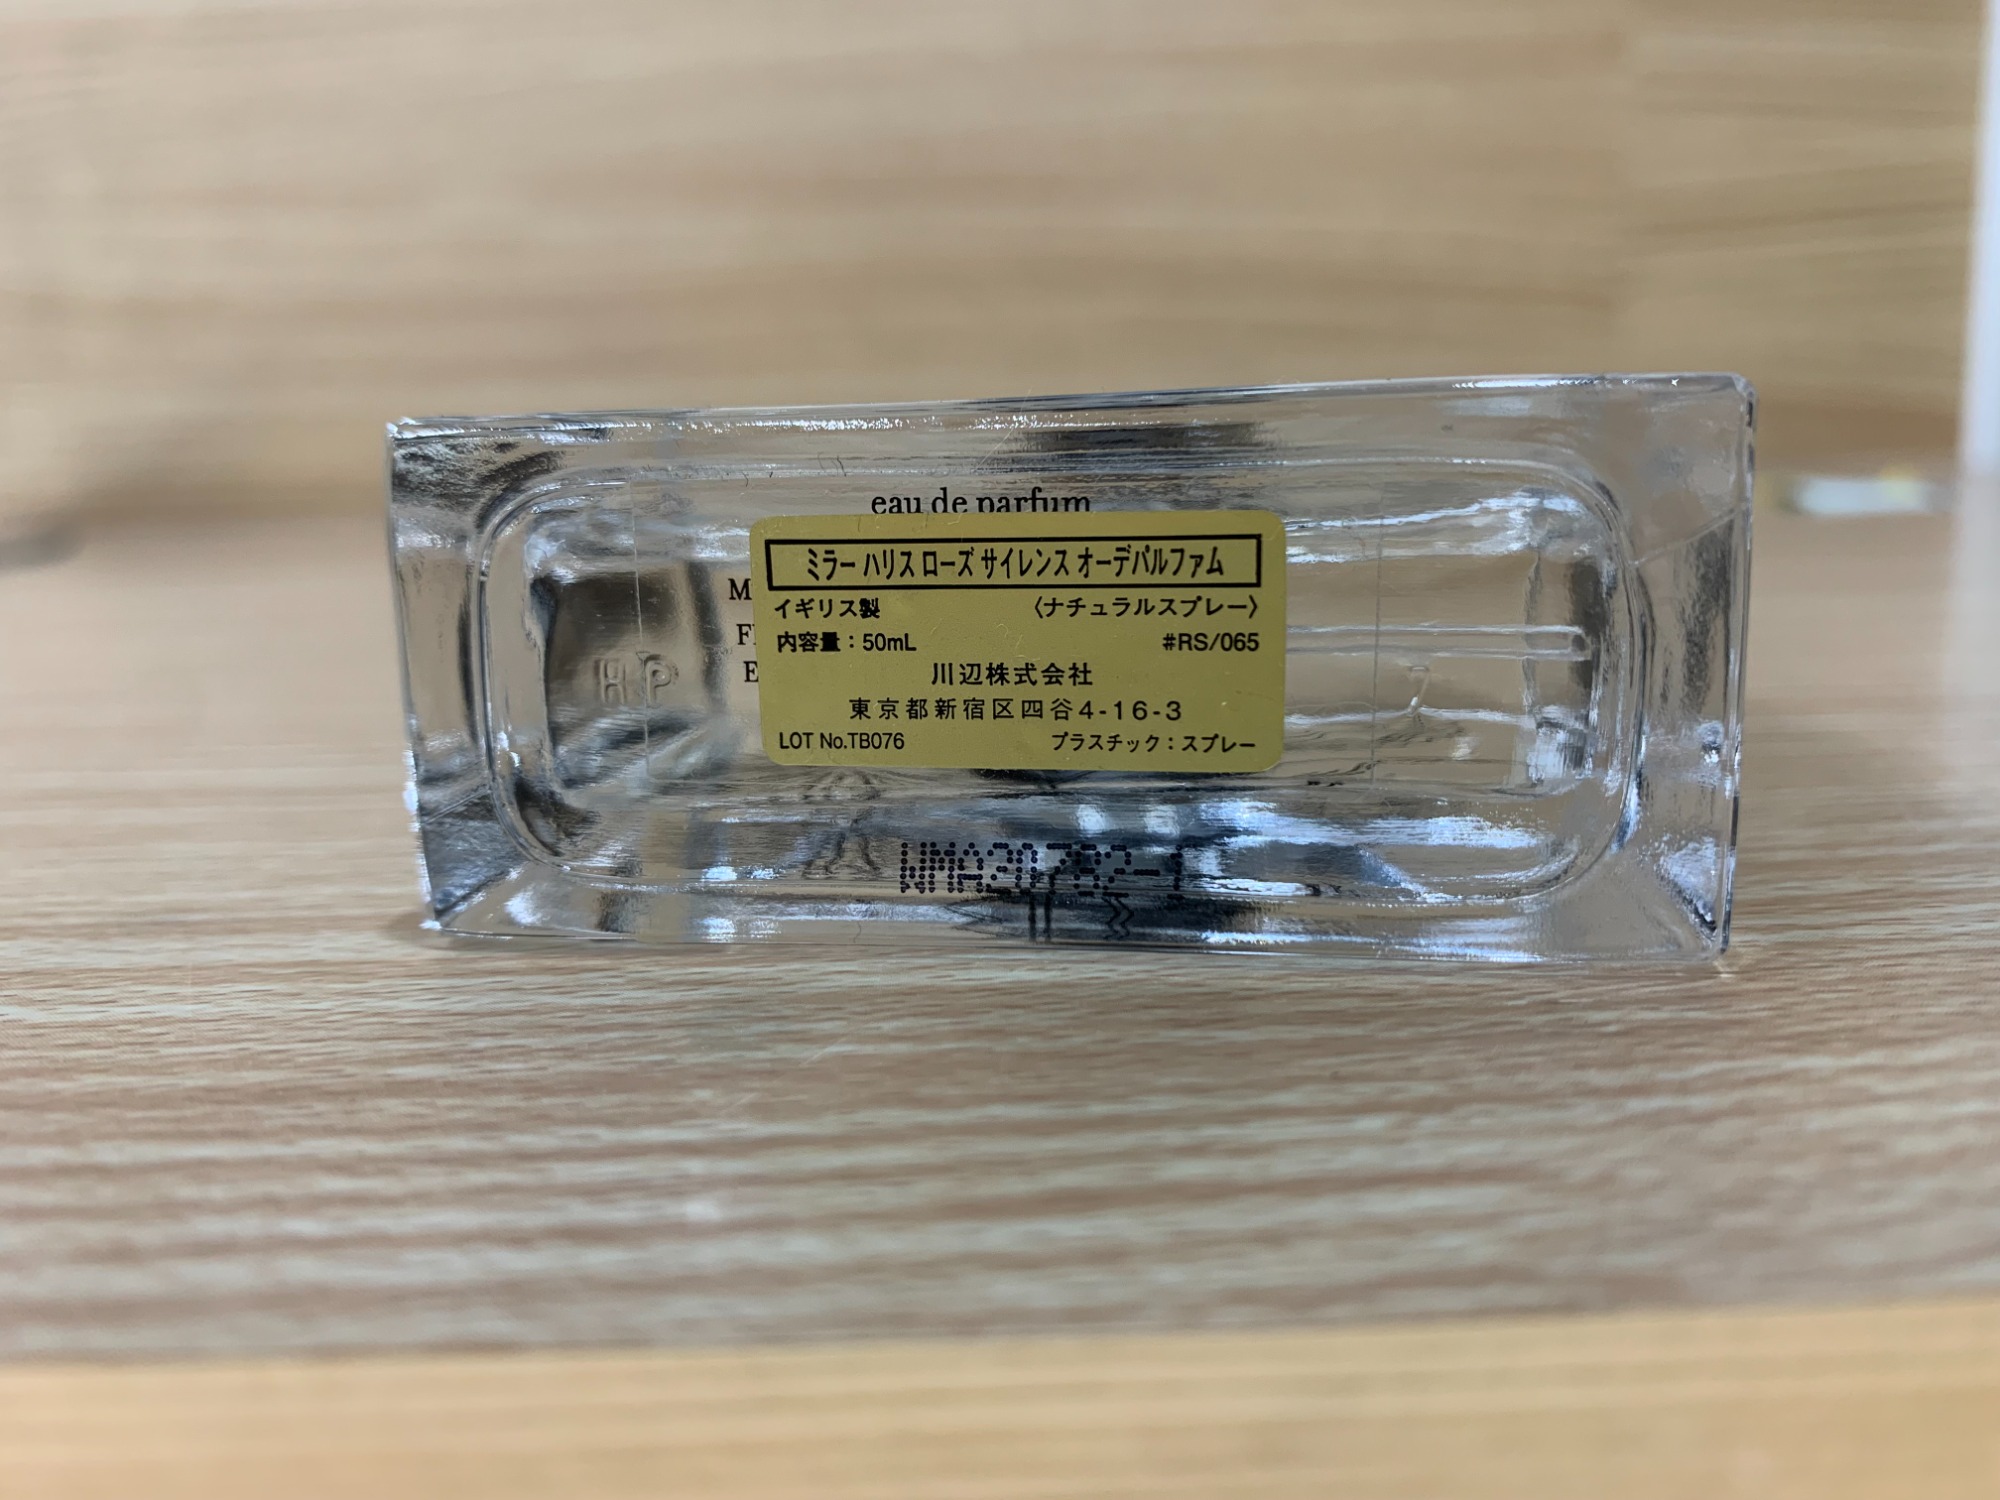 eau de parfum
ミラー ハリス ローズ サイレンス オーデパルファム
イギリス製 〈ナチュラルスプレー〉
内容量：50mL #RS/065
川辺株式会社
東京都新宿区四谷4-16-3
LOT No.TB076 プラスチック：スプレー
HP 7
WMA20782-1